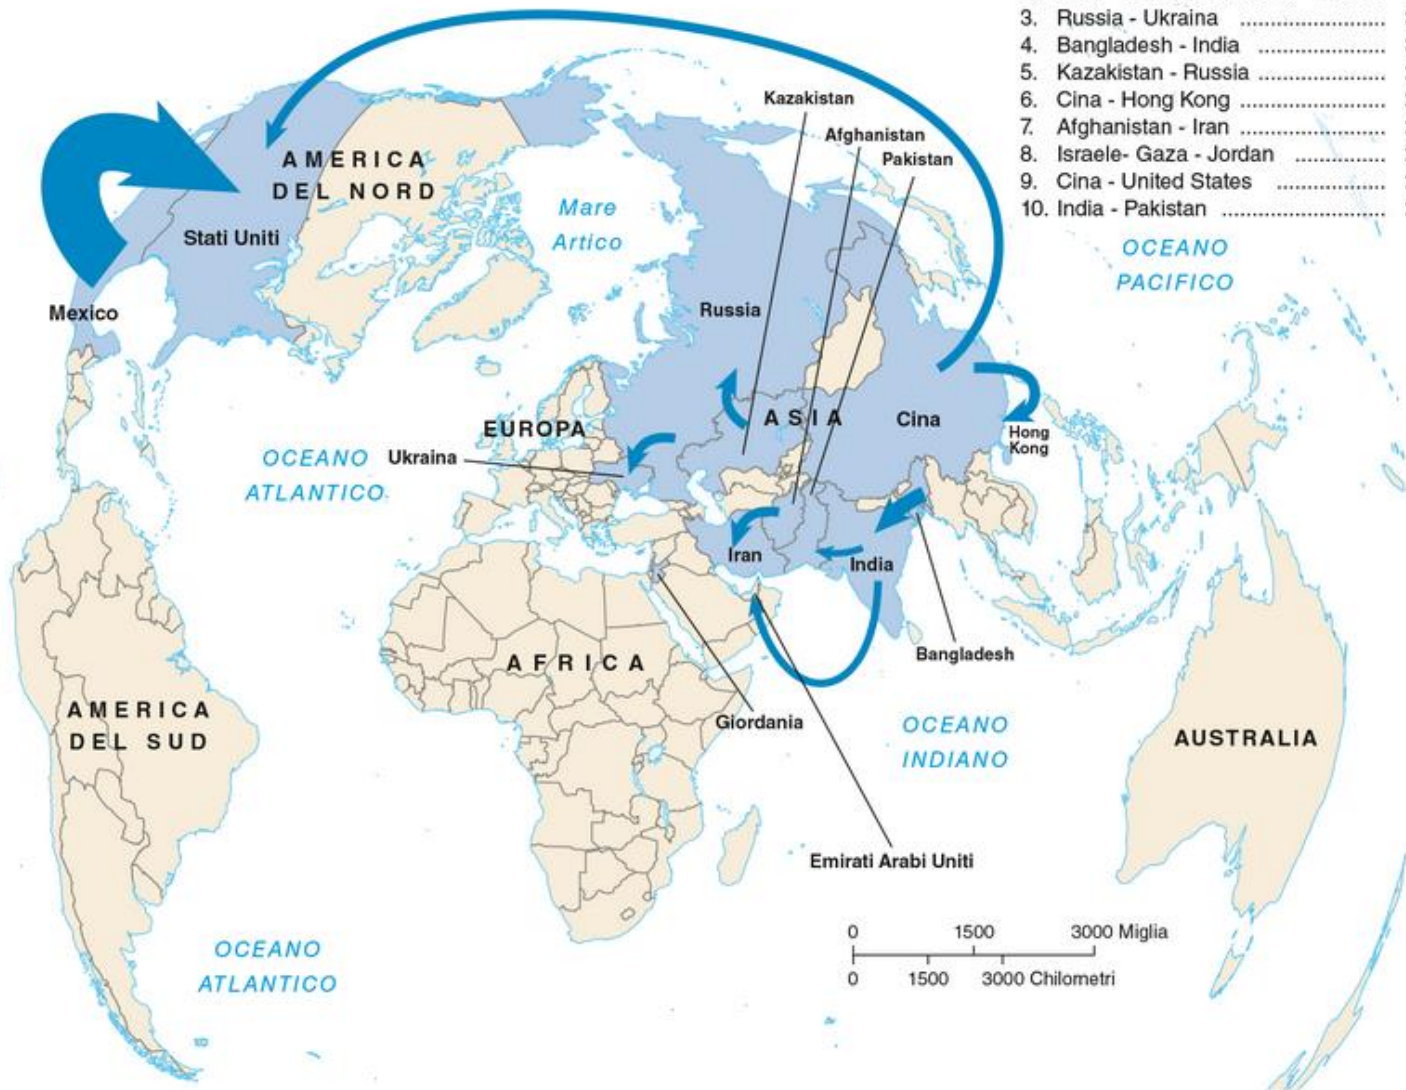 3. Russia - Ukraina ........................
4. Bangladesh - India .....................
5. Kazakistan - Russia .....................
6. Cina - Hong Kong ........................
7. Afghanistan - Iran ........................
8. Israele- Gaza - Jordan ...............
9. Cina - United States ..................
10. India - Pakistan ...........................
Kazakistan
Afghanistan
Pakistan
AMERICA
DEL NORD
Mare
Artico
Stati Uniti
OCEANO
PACIFICO
Mexico
Russia
EUROPA
ASIA
Cina
Hong
Kong
Ukraina
OCEANO
ATLANTICO
Iran
India
Bangladesh
AFRICA
AMERICA
DEL SUD
Giordania
OCEANO
INDIANO
AUSTRALIA
Emirati Arabi Uniti
0 1500 3000 Miglia
0 1500 3000 Chilometri
OCEANO
ATLANTICO